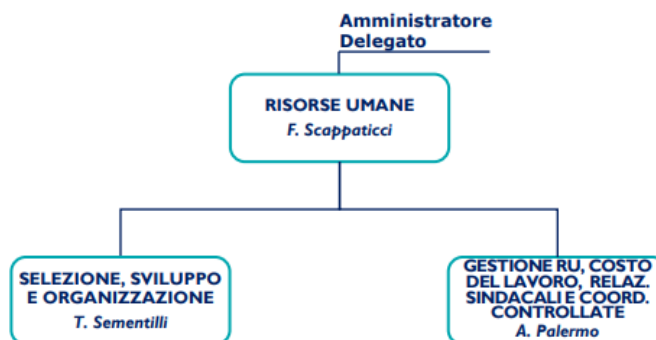 Amministratore
Delegato
RISORSE UMANE
F. Scappaticci
SELEZIONE, SVILUPPO
E ORGANIZZAZIONE
T. Sementilli
GESTIONE RU, COSTO
DEL LAVORO, RELAZ.
SINDACALI E COORD.
CONTROLLATE
A. Palermo